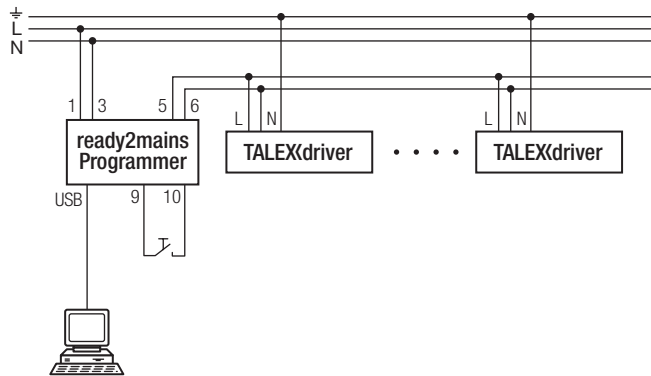 ⏚
L
N
1 3 5 6
L N
L N
ready2mains
Programmer
TALEXXdriver
. . . .
TALEXXdriver
USB
9 10